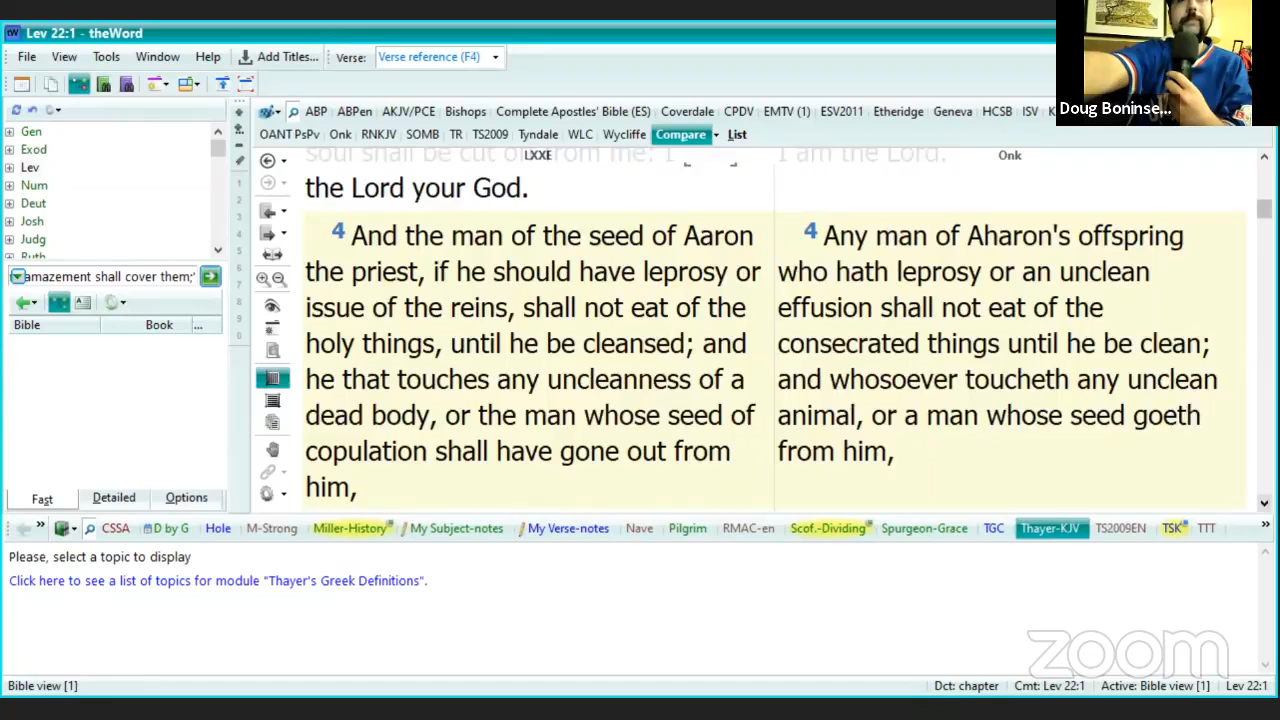 Lev 22:1 - theWord
File View Tools Window Help Add Titles... Verse: Verse reference (F4)
Doug Boninse...
ABP ABPen AKJV/PCE Bishops Complete Apostles' Bible (ES) Coverdale CPDV EMTV (1) ESV2011 Etheridge Geneva HCSB ISV
OANT PsPv Onk RNKJV SOMB TR TS2009 Tyndale WLC Wycliffe Compare List
Gen
Exod
Lev
Num
Deut
Josh
Judg
Ruth
amazement shall cover them;'
Bible Book ...
Fast Detailed Options
LXXE Onk
soul shall be cut off from me: I
the Lord your God.
4 And the man of the seed of Aaron
the priest, if he should have leprosy or
issue of the reins, shall not eat of the
holy things, until he be cleansed; and
he that touches any uncleanness of a
dead body, or the man whose seed of
copulation shall have gone out from
him,
I am the Lord.
4 Any man of Aharon's offspring
who hath leprosy or an unclean
effusion shall not eat of the
consecrated things until he be clean;
and whosoever toucheth any unclean
animal, or a man whose seed goeth
from him,
CSSA D by G Hole M-Strong Miller-History My Subject-notes My Verse-notes Nave Pilgrim RMAC-en Scof.-Dividing Spurgeon-Grace TGC Thayer-KJV TS2009EN TSK TTT
Please, select a topic to display
Click here to see a list of topics for module "Thayer's Greek Definitions".
zoom
Bible view [1] Dct: chapter Cmt: Lev 22:1 Active: Bible view [1] Lev 22:1